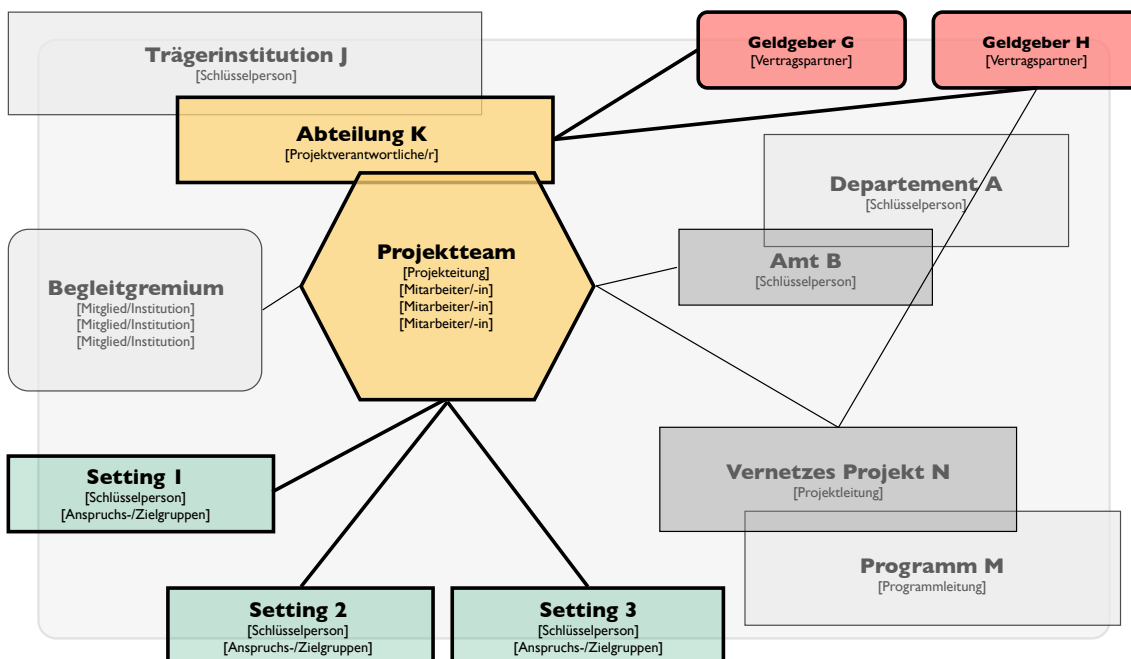 Trägerinstitution J
[Schlüsselperson]
Geldgeber G
[Vertragspartner]
Geldgeber H
[Vertragspartner]
Abteilung K
[Projektverantwortliche/r]
Departement A
[Schlüsselperson]
Projektteam
[Projekteitung]
[Mitarbeiter/-in]
[Mitarbeiter/-in]
[Mitarbeiter/-in]
Amt B
[Schlüsselperson]
Begleitgremium
[Mitglied/Institution]
[Mitglied/Institution]
[Mitglied/Institution]
Setting 1
[Schlüsselperson]
[Anspruchs-/Zielgruppen]
Vernetzes Projekt N
[Projektleitung]
Programm M
[Programmleitung]
Setting 2
[Schlüsselperson]
[Anspruchs-/Zielgruppen]
Setting 3
[Schlüsselperson]
[Anspruchs-/Zielgruppen]